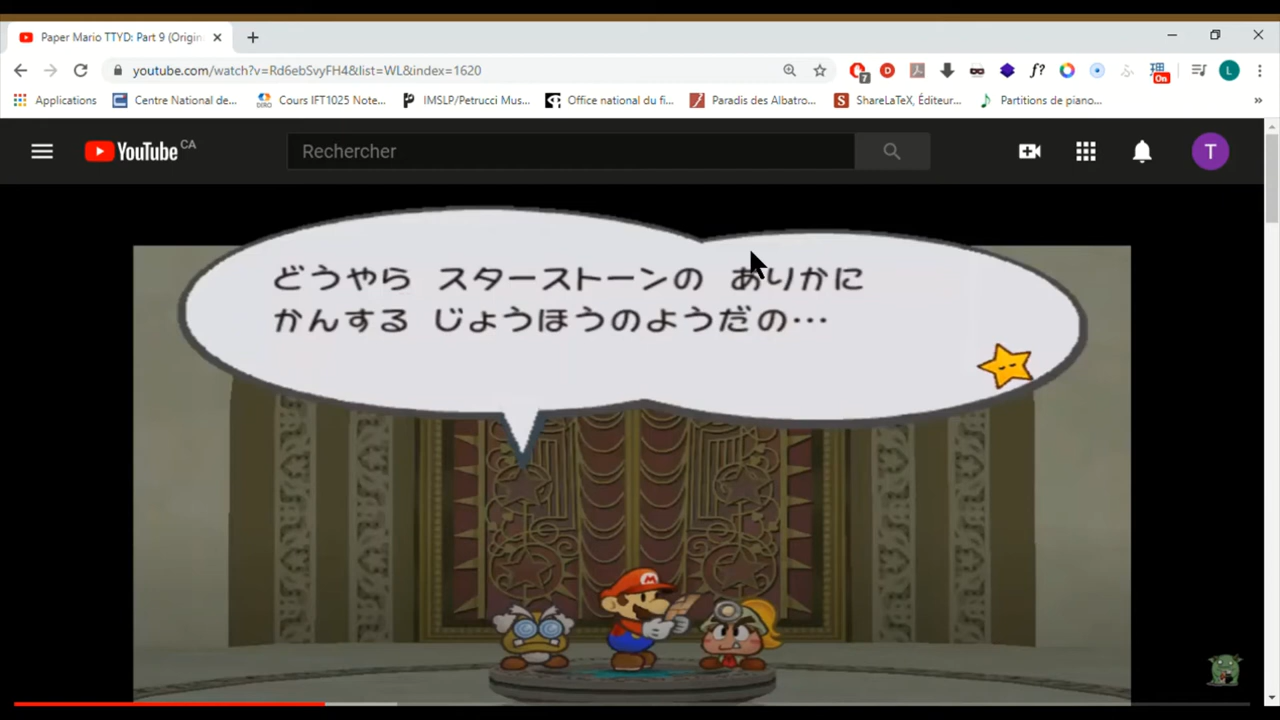 Paper Mario TTYD: Part 9 (Origin
youtube.com/watch?v=Rd6ebSvyFH4&list=WL&index=1620
7
D
f?
On
L
Applications
Centre National de...
DIRO
Cours IFT1025 Note...
IMSLP/Petrucci Mus...
Office national du fi...
Paradis des Albatro...
S
ShareLaTeX, Éditeur...
Partitions de piano...
»
YouTube CA
Rechercher
T
どうやら スターストーンの ありかに
かんする じょうほうのようだの…
M